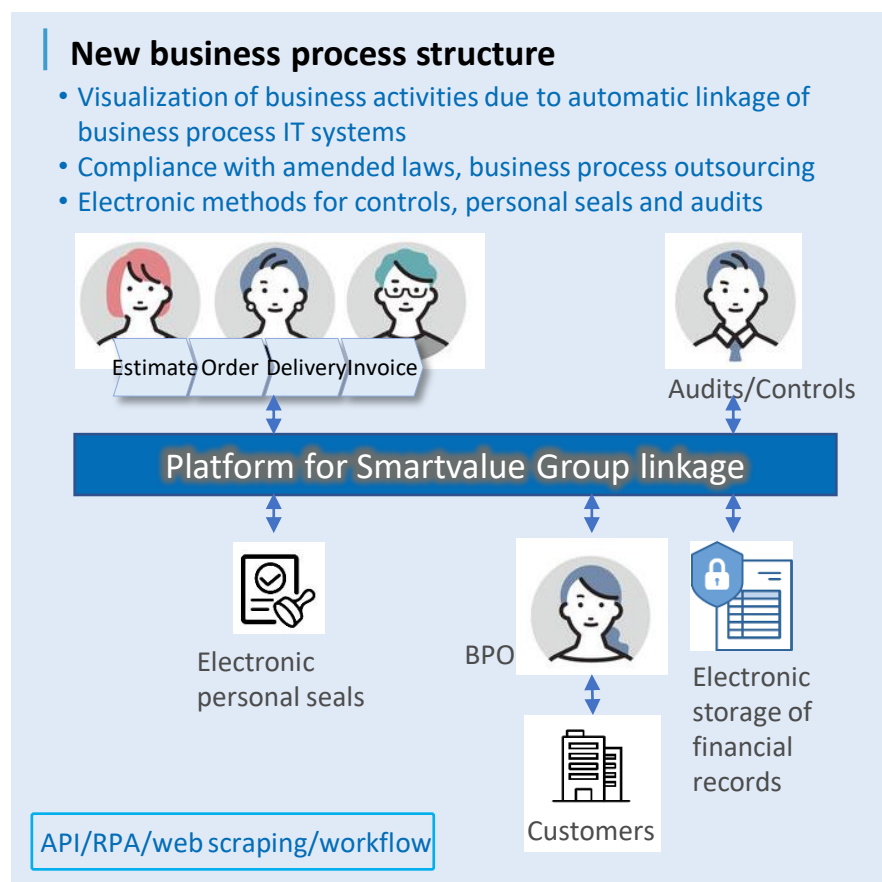 New business process structure
• Visualization of business activities due to automatic linkage of
business process IT systems
• Compliance with amended laws, business process outsourcing
• Electronic methods for controls, personal seals and audits
Estimate Order Delivery Invoice
Audits/Controls
Platform for Smartvalue Group linkage
Electronic
personal seals
BPO
Electronic
storage of
financial
records
Customers
API/RPA/web scraping/workflow